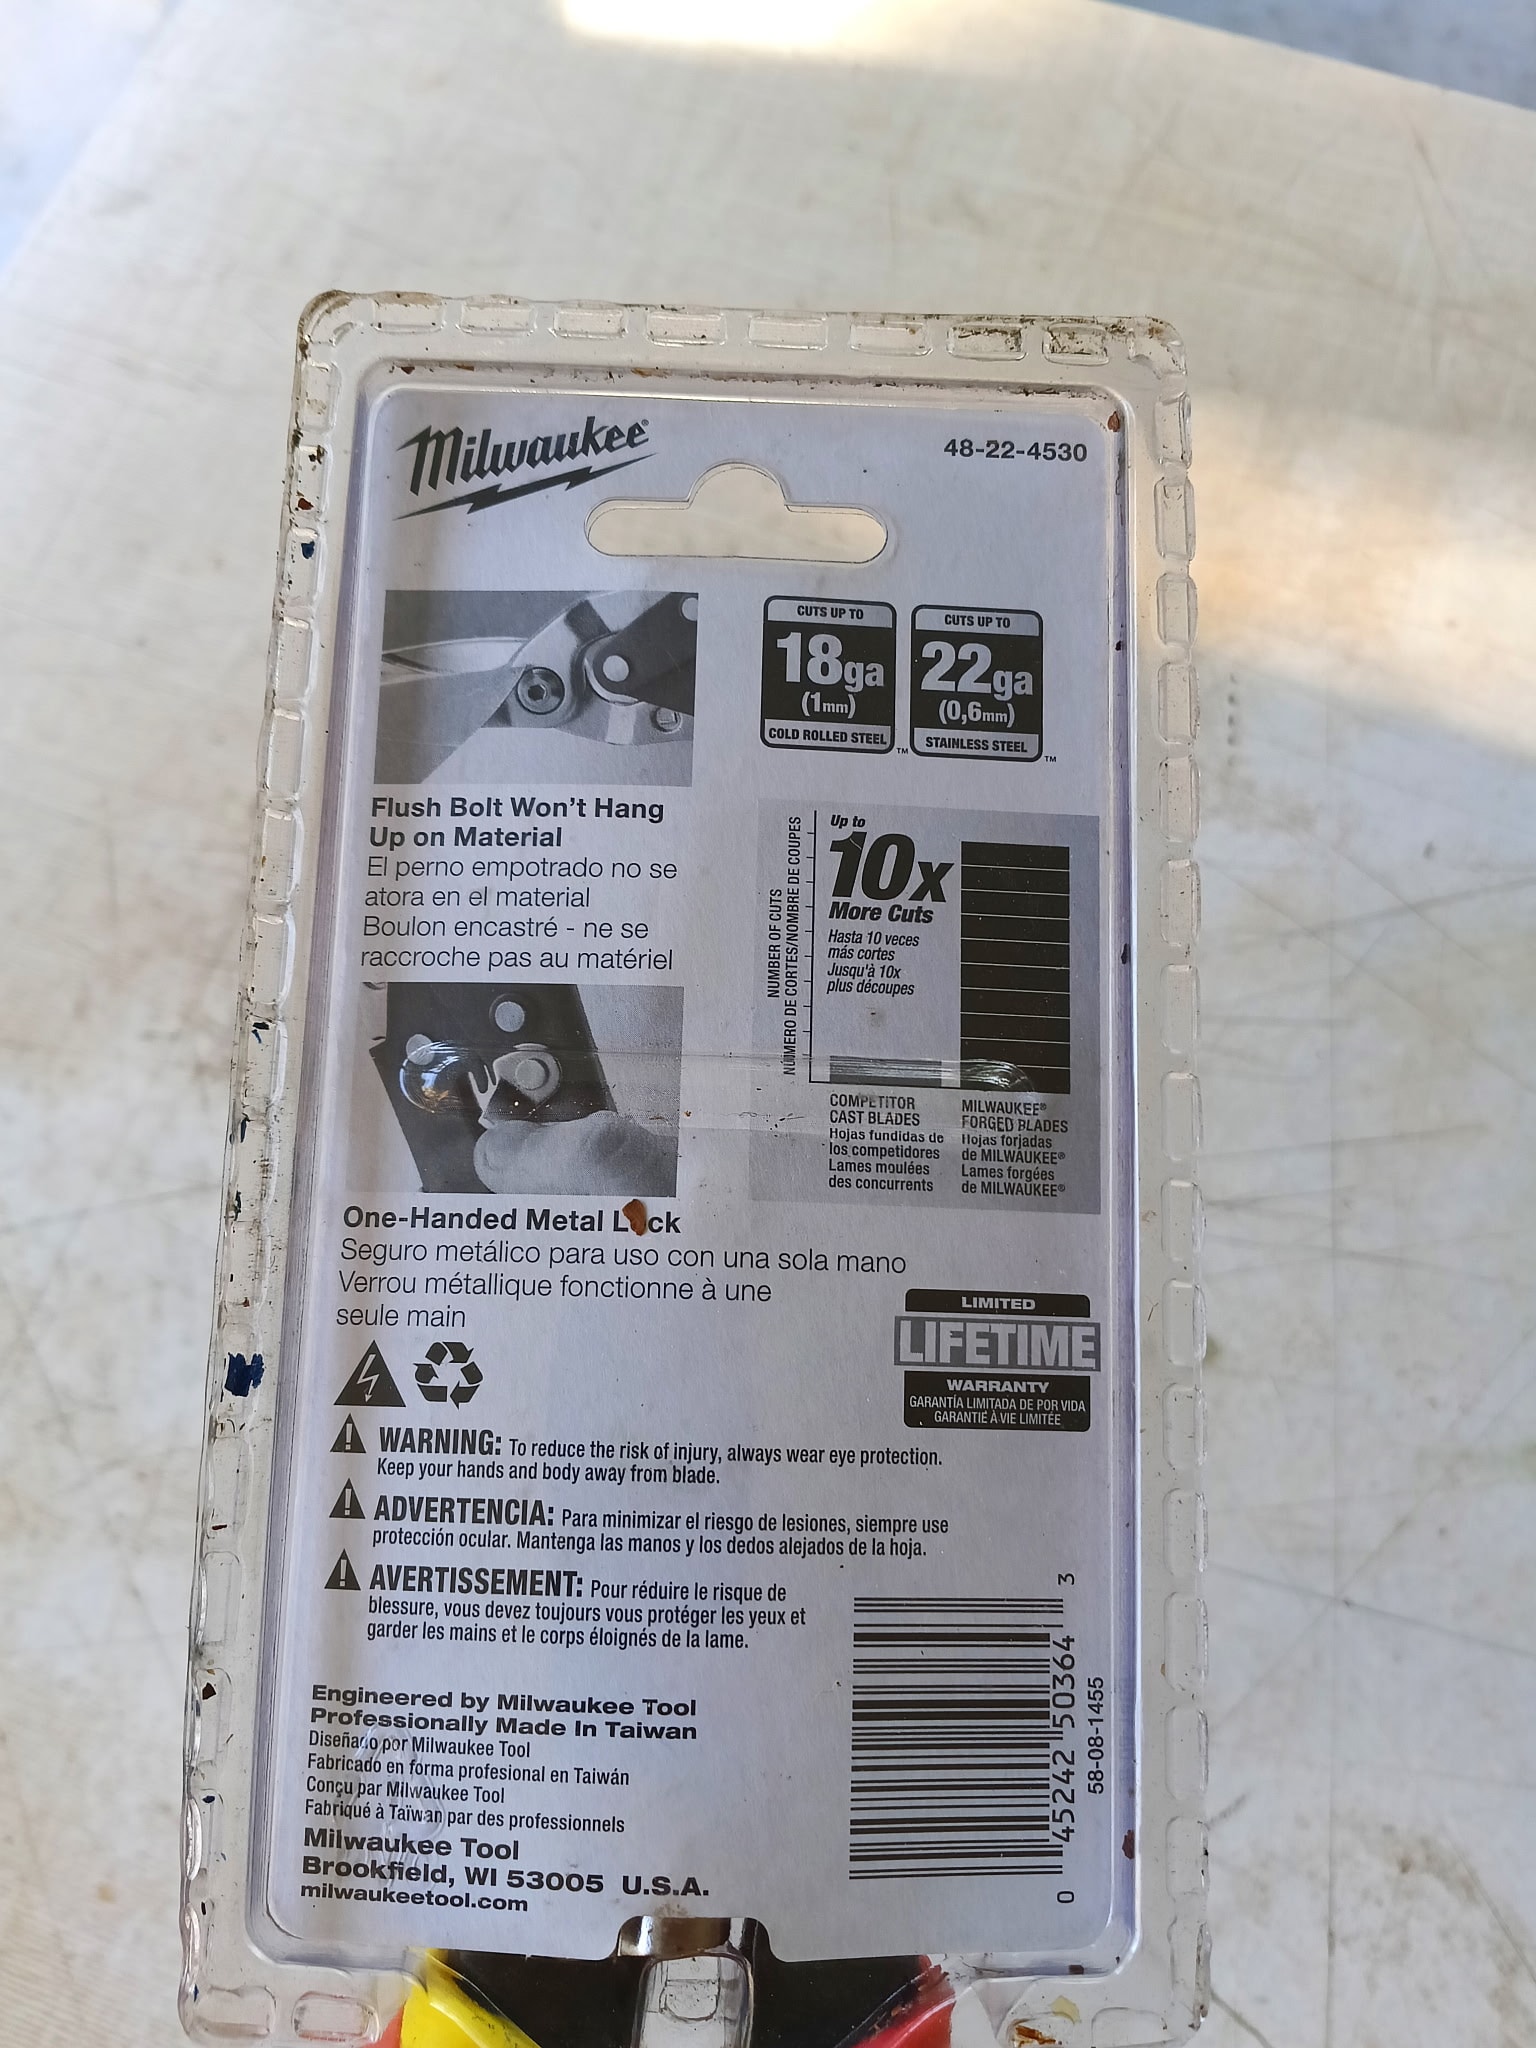 Milwaukee®
48-22-4530
CUTS UP TO
18ga
(1mm)
COLD ROLLED STEEL™
CUTS UP TO
22ga
(0,6mm)
STAINLESS STEEL™
Flush Bolt Won't Hang
Up on Material
El perno empotrado no se
atora en el material
Boulon encastré - ne se
raccroche pas au matériel
NUMBER OF CUTS
NÚMERO DE CORTES/NOMBRE DE COUPES
Up to
10x
More Cuts
Hasta 10 veces
más cortes
Jusqu'à 10x
plus découpes
COMPETITOR
CAST BLADES
Hojas fundidas de
los competidores
Lames moulées
des concurrents
MILWAUKEE®
FORGED BLADES
Hojas forjadas
de MILWAUKEE®
Lames forgées
de MILWAUKEE®
One-Handed Metal Lock
Seguro metálico para uso con una sola mano
Verrou métallique fonctionne à une
seule main
LIMITED
LIFETIME
WARRANTY
GARANTÍA LIMITADA DE POR VIDA
GARANTIE À VIE LIMITÉE
WARNING: To reduce the risk of injury, always wear eye protection.
Keep your hands and body away from blade.
ADVERTENCIA: Para minimizar el riesgo de lesiones, siempre use
protección ocular. Mantenga las manos y los dedos alejados de la hoja.
AVERTISSEMENT: Pour réduire le risque de
blessure, vous devez toujours vous protéger les yeux et
garder les mains et le corps éloignés de la lame.
Engineered by Milwaukee Tool
Professionally Made In Taiwan
Diseñado por Milwaukee Tool
Fabricado en forma profesional en Taiwán
Conçu par Milwaukee Tool
Fabriqué à Taïwan par des professionnels
Milwaukee Tool
Brookfield, WI 53005 U.S.A.
milwaukeetool.com
0 45242 50364 3
58-08-1455